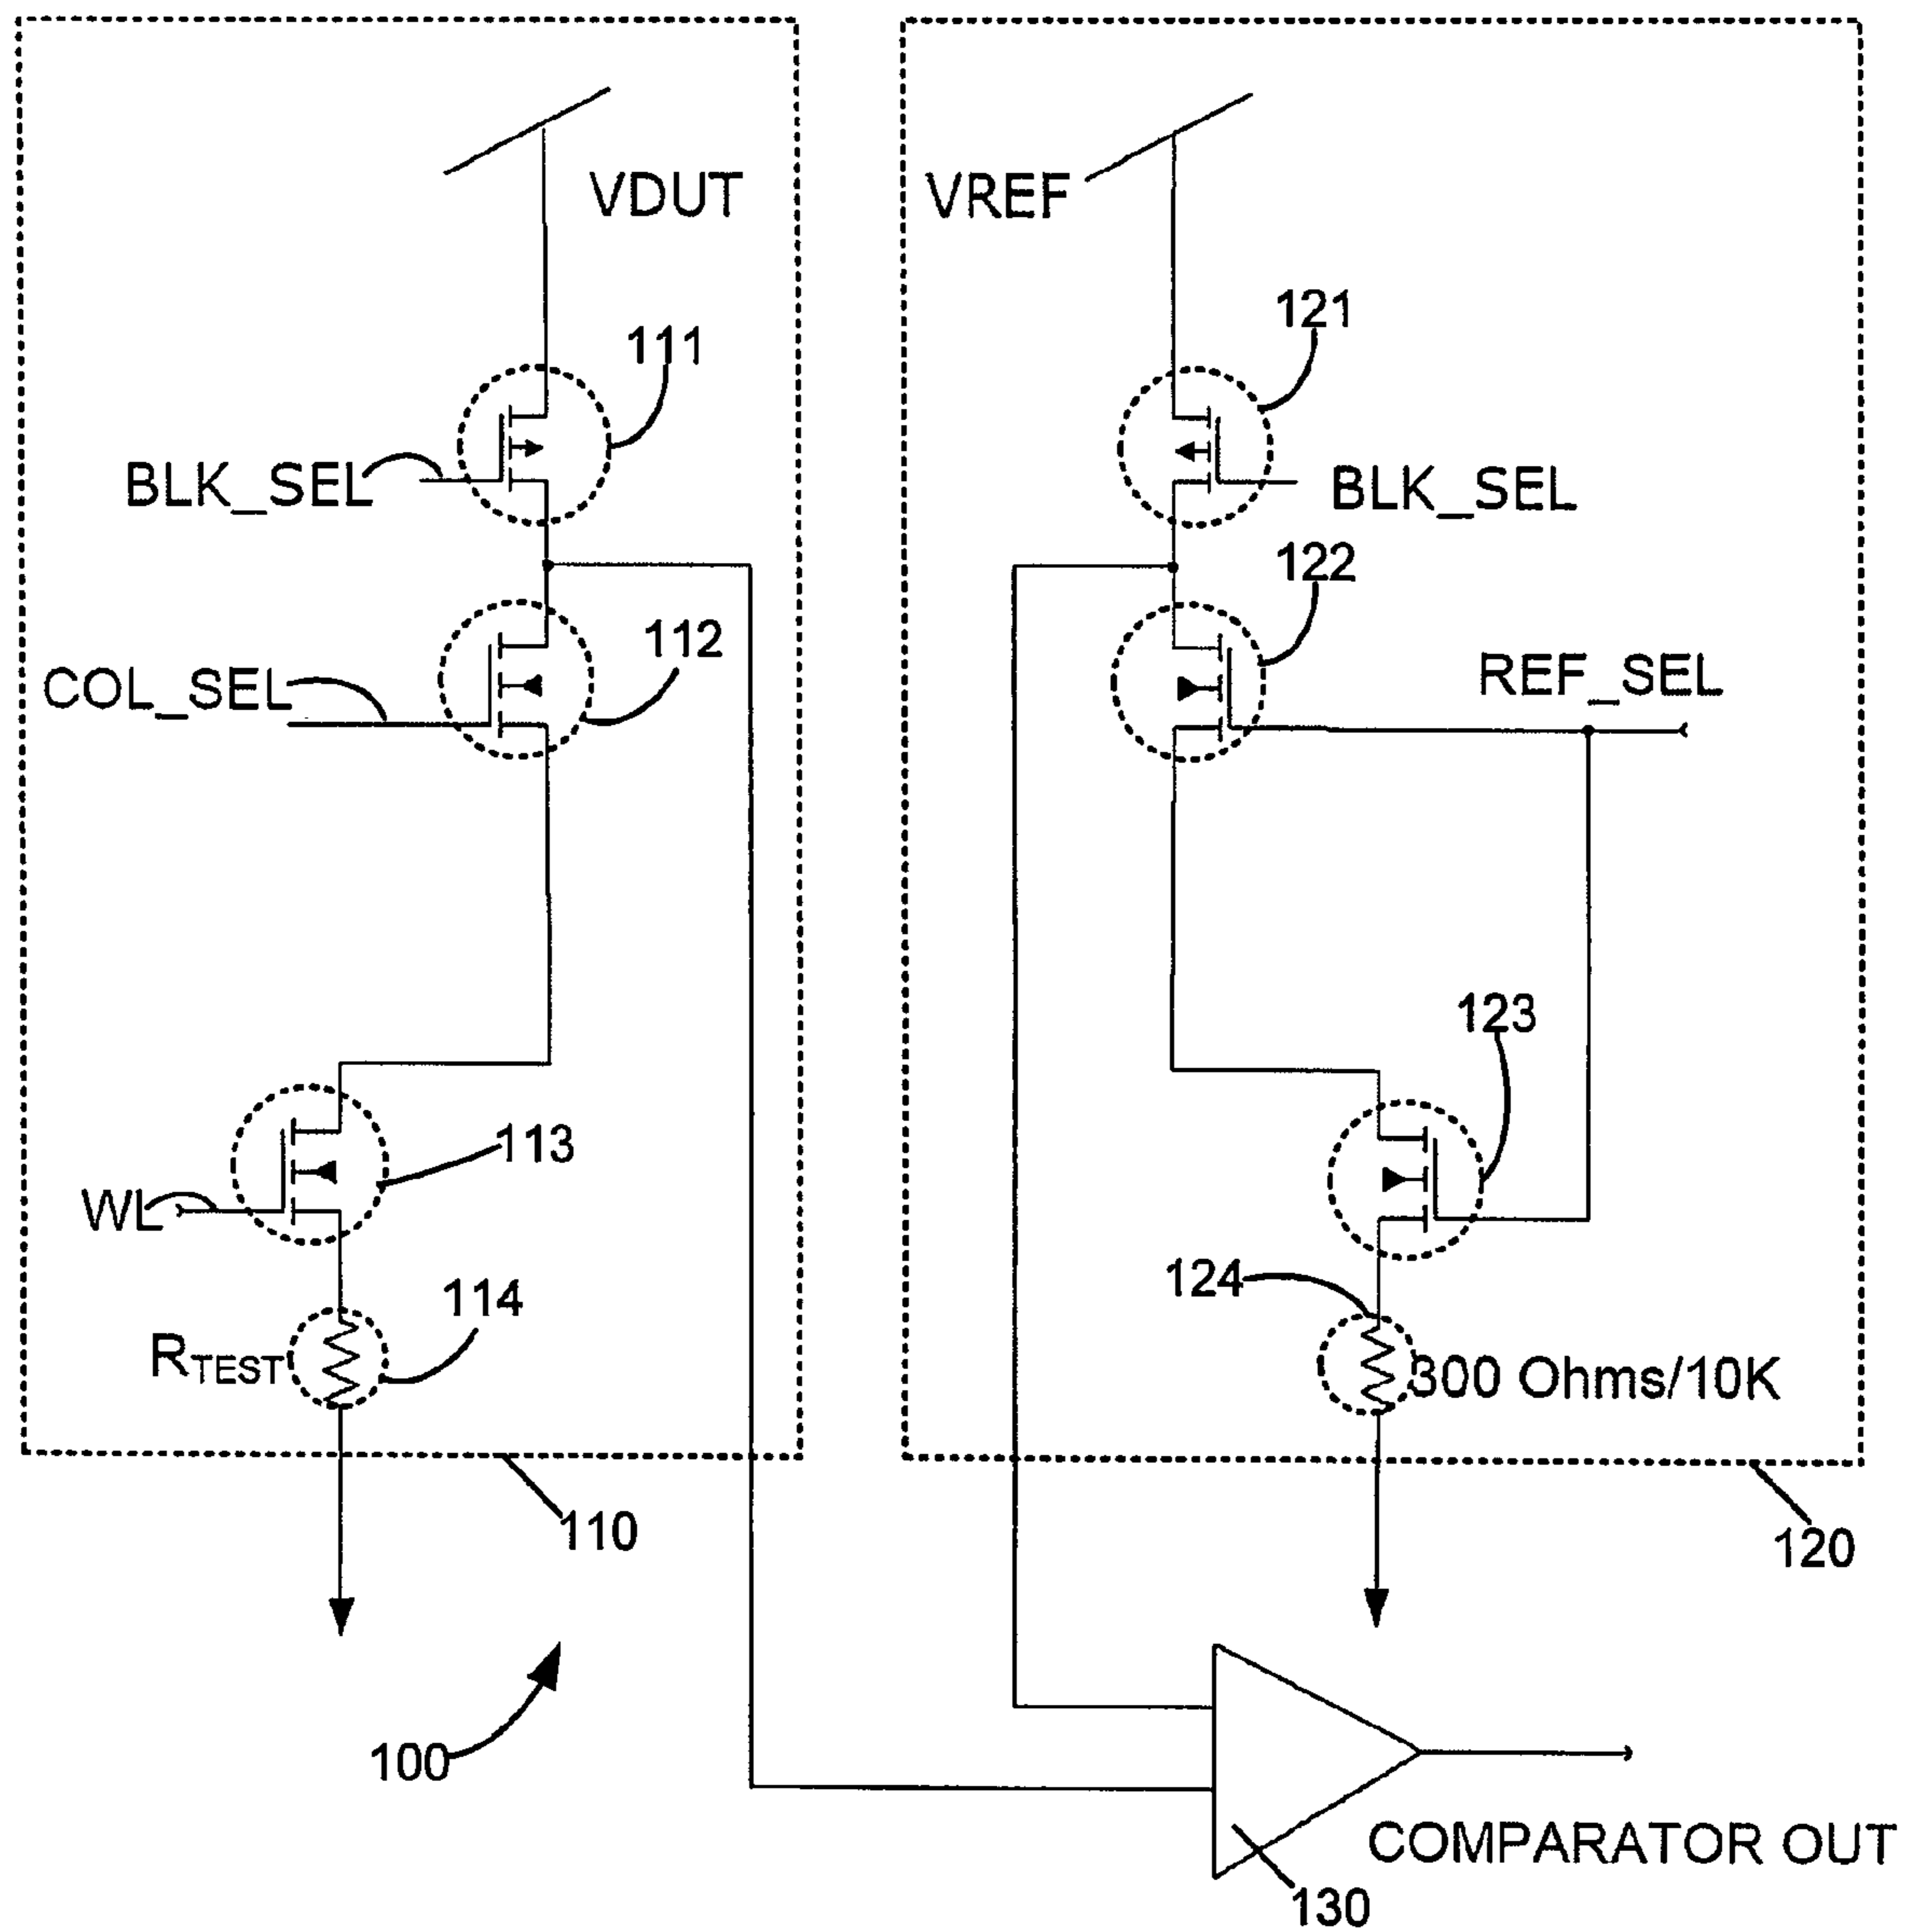 VDUT
VREF
121
111
BLK_SEL
BLK_SEL
122
112
COL_SEL
REF_SEL
123
113
WL
124
114
RTEST
300 Ohms/10K
110
120
100
COMPARATOR OUT
130